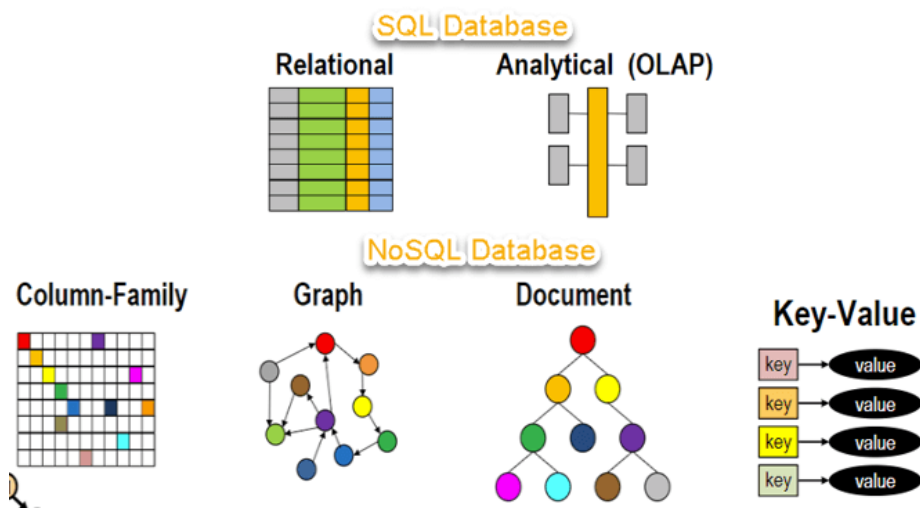 SQL Database
Relational
Analytical (OLAP)
NoSQL Database
Column-Family
Graph
Document
Key-Value
key
value
key
value
key
value
key
value